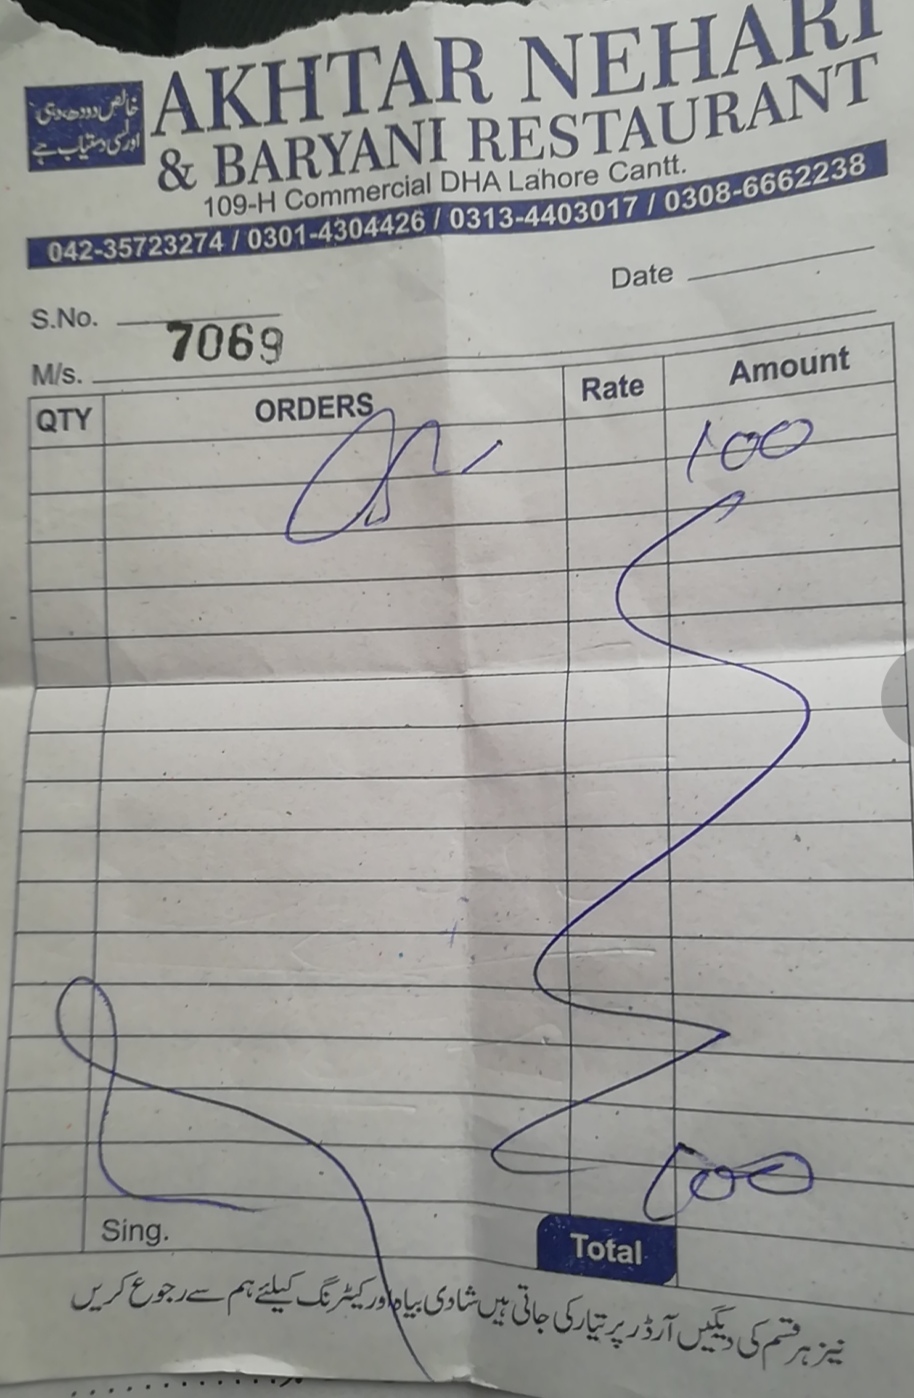 خالص دودھ، دہی
اور لسی دستیاب ہے
AKHTAR NEHARI
& BARYANI RESTAURANT
109-H Commercial DHA Lahore Cantt.
042-35723274 / 0301-4304426 / 0313-4403017 / 0308-6662238
Date
S.No.
7069
M/s.
QTY ORDERS Rate Amount
100
100
Sing.
Total
نیز ہر قسم کی دیگیں آرڈر پر تیار کی جاتی ہیں شادی بیاہ اور کیٹرنگ کیلئے ہم سے رجوع کریں